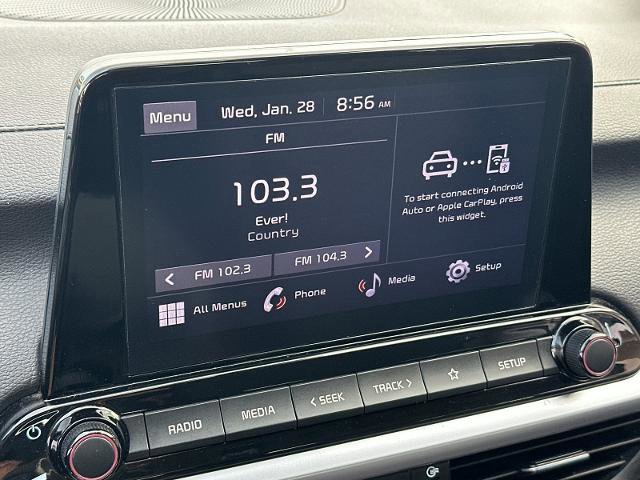 Menu
Wed, Jan. 28
8:56 AM
FM
103.3
Ever!
Country
< FM 102.3
FM 104.3 >
To start connecting Android
Auto or Apple CarPlay, press
this widget.
All Menus
Phone
Media
Setup
RADIO
MEDIA
< SEEK
TRACK >
SETUP